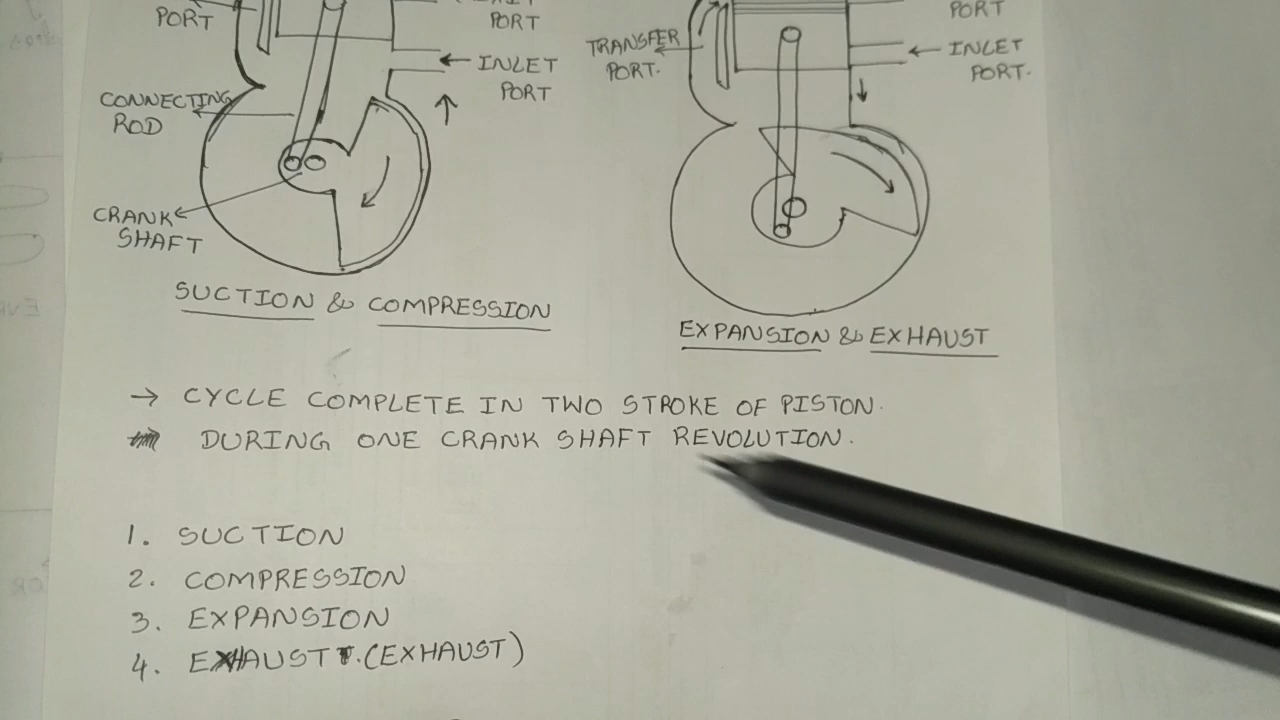 PORT
PORT
INLET
PORT
CONNECTING
ROD
CRANK
SHAFT
SUCTION & COMPRESSION
TRANSFER
PORT.
PORT
INLET
PORT.
EXPANSION & EXHAUST
→ CYCLE COMPLETE IN TWO STROKE OF PISTON.
DURING ONE CRANK SHAFT REVOLUTION.
1. SUCTION
2. COMPRESSION
3. EXPANSION
4. EXHAUST. (EXHAUST)